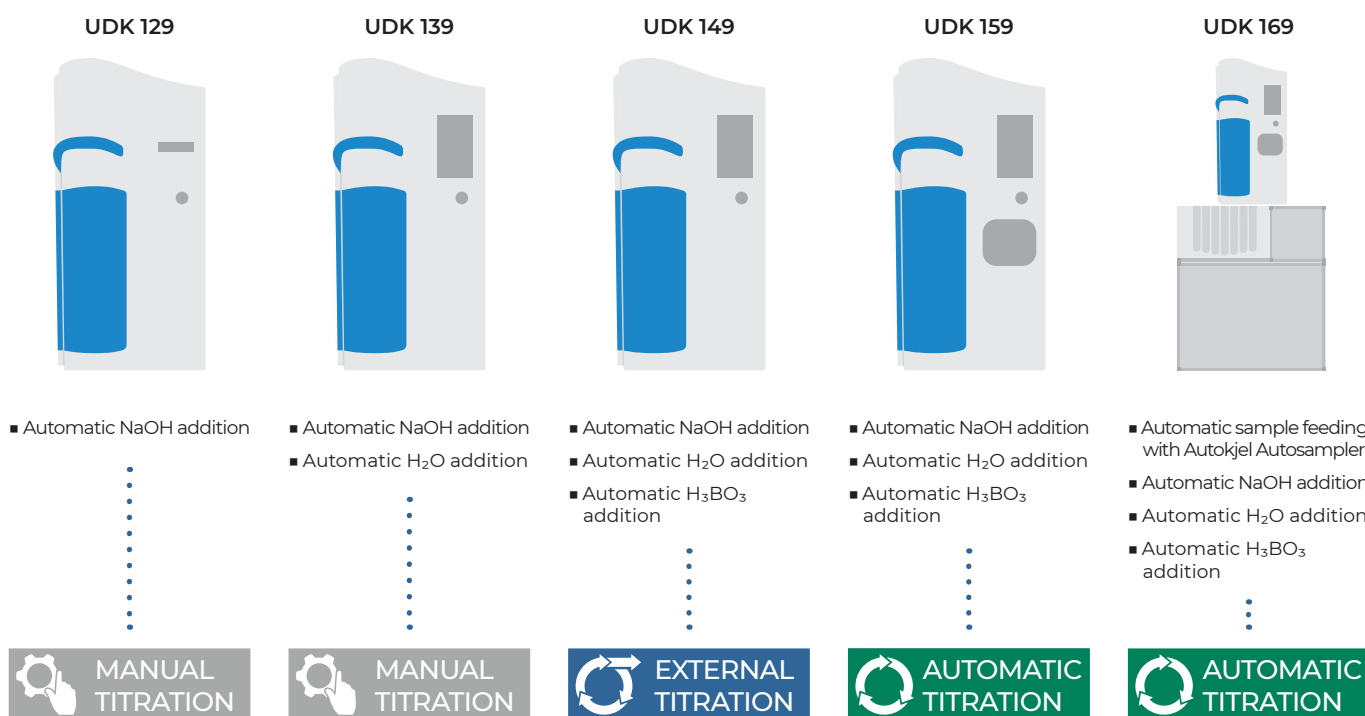 UDK 129
■ Automatic NaOH addition
MANUAL
TITRATION
UDK 139
■ Automatic NaOH addition
■ Automatic H₂O addition
MANUAL
TITRATION
UDK 149
■ Automatic NaOH addition
■ Automatic H₂O addition
■ Automatic H₃BO₃
addition
EXTERNAL
TITRATION
UDK 159
■ Automatic NaOH addition
■ Automatic H₂O addition
■ Automatic H₃BO₃
addition
AUTOMATIC
TITRATION
UDK 169
■ Automatic sample feeding
with Autokjel Autosampler
■ Automatic NaOH addition
■ Automatic H₂O addition
■ Automatic H₃BO₃
addition
AUTOMATIC
TITRATION